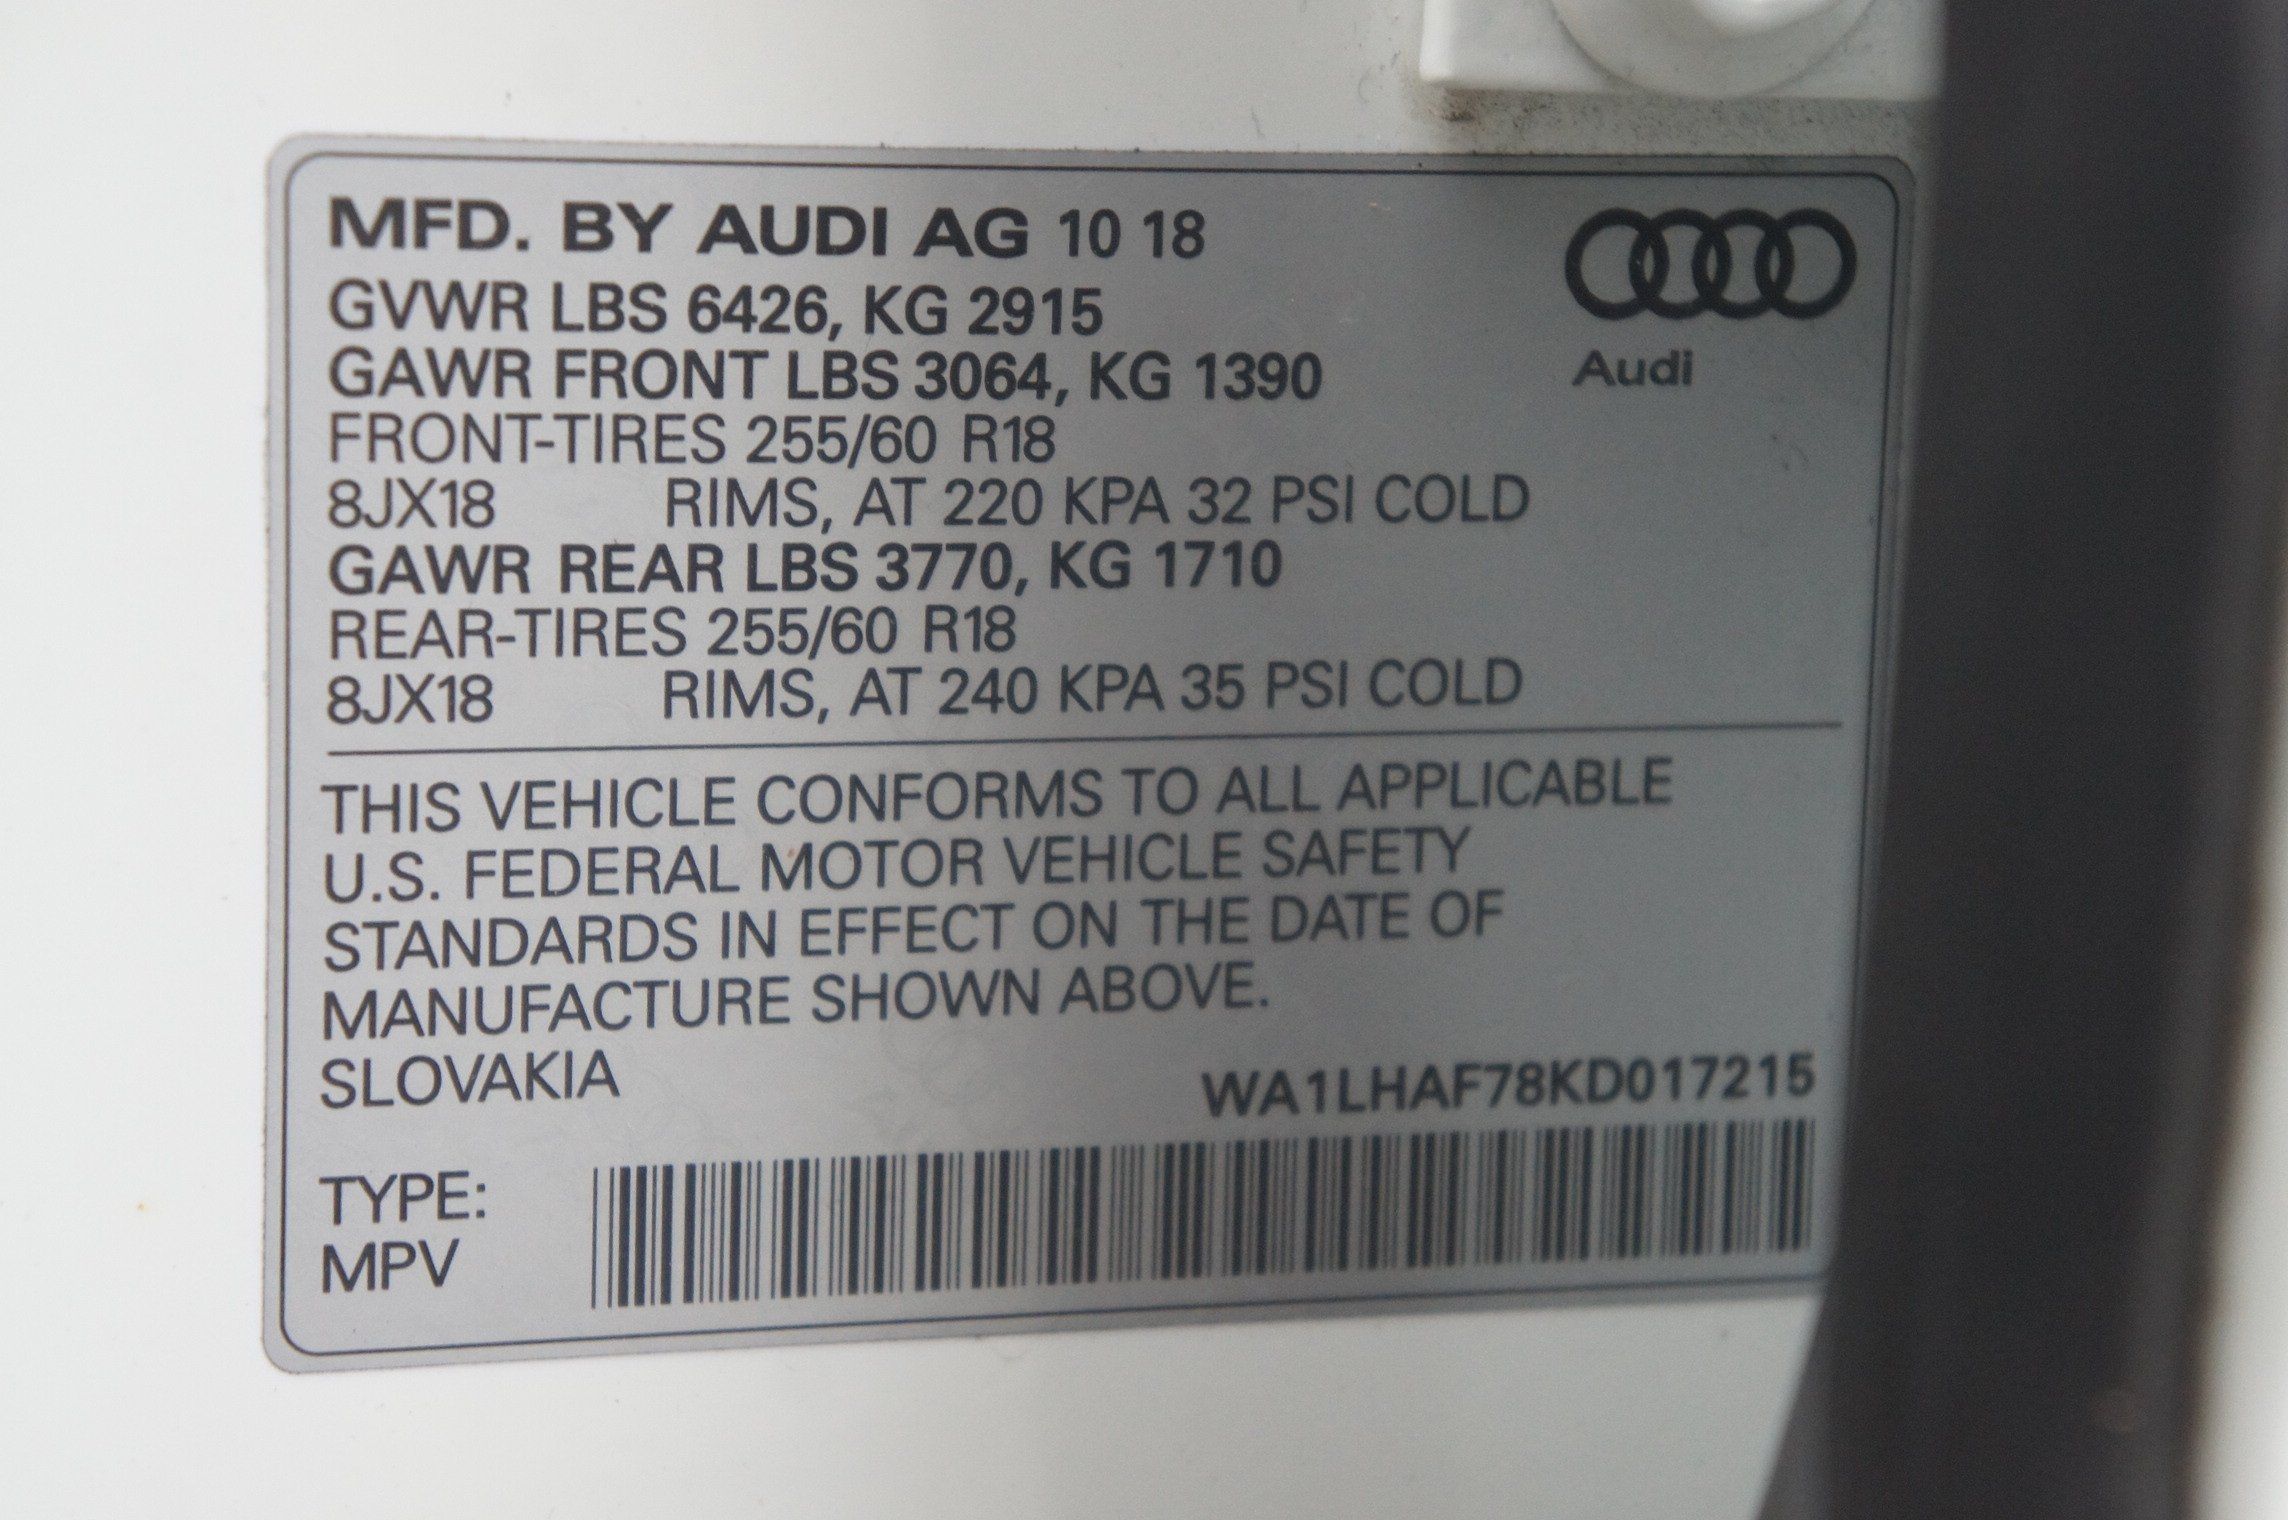 MFD. BY AUDI AG 10 18
GVWR LBS 6426, KG 2915
GAWR FRONT LBS 3064, KG 1390
Audi
FRONT-TIRES 255/60 R18
8JX18 RIMS, AT 220 KPA 32 PSI COLD
GAWR REAR LBS 3770, KG 1710
REAR-TIRES 255/60 R18
8JX18 RIMS, AT 240 KPA 35 PSI COLD
THIS VEHICLE CONFORMS TO ALL APPLICABLE
U.S. FEDERAL MOTOR VEHICLE SAFETY
STANDARDS IN EFFECT ON THE DATE OF
MANUFACTURE SHOWN ABOVE.
SLOVAKIA WA1LHAF78KD017215
TYPE:
MPV